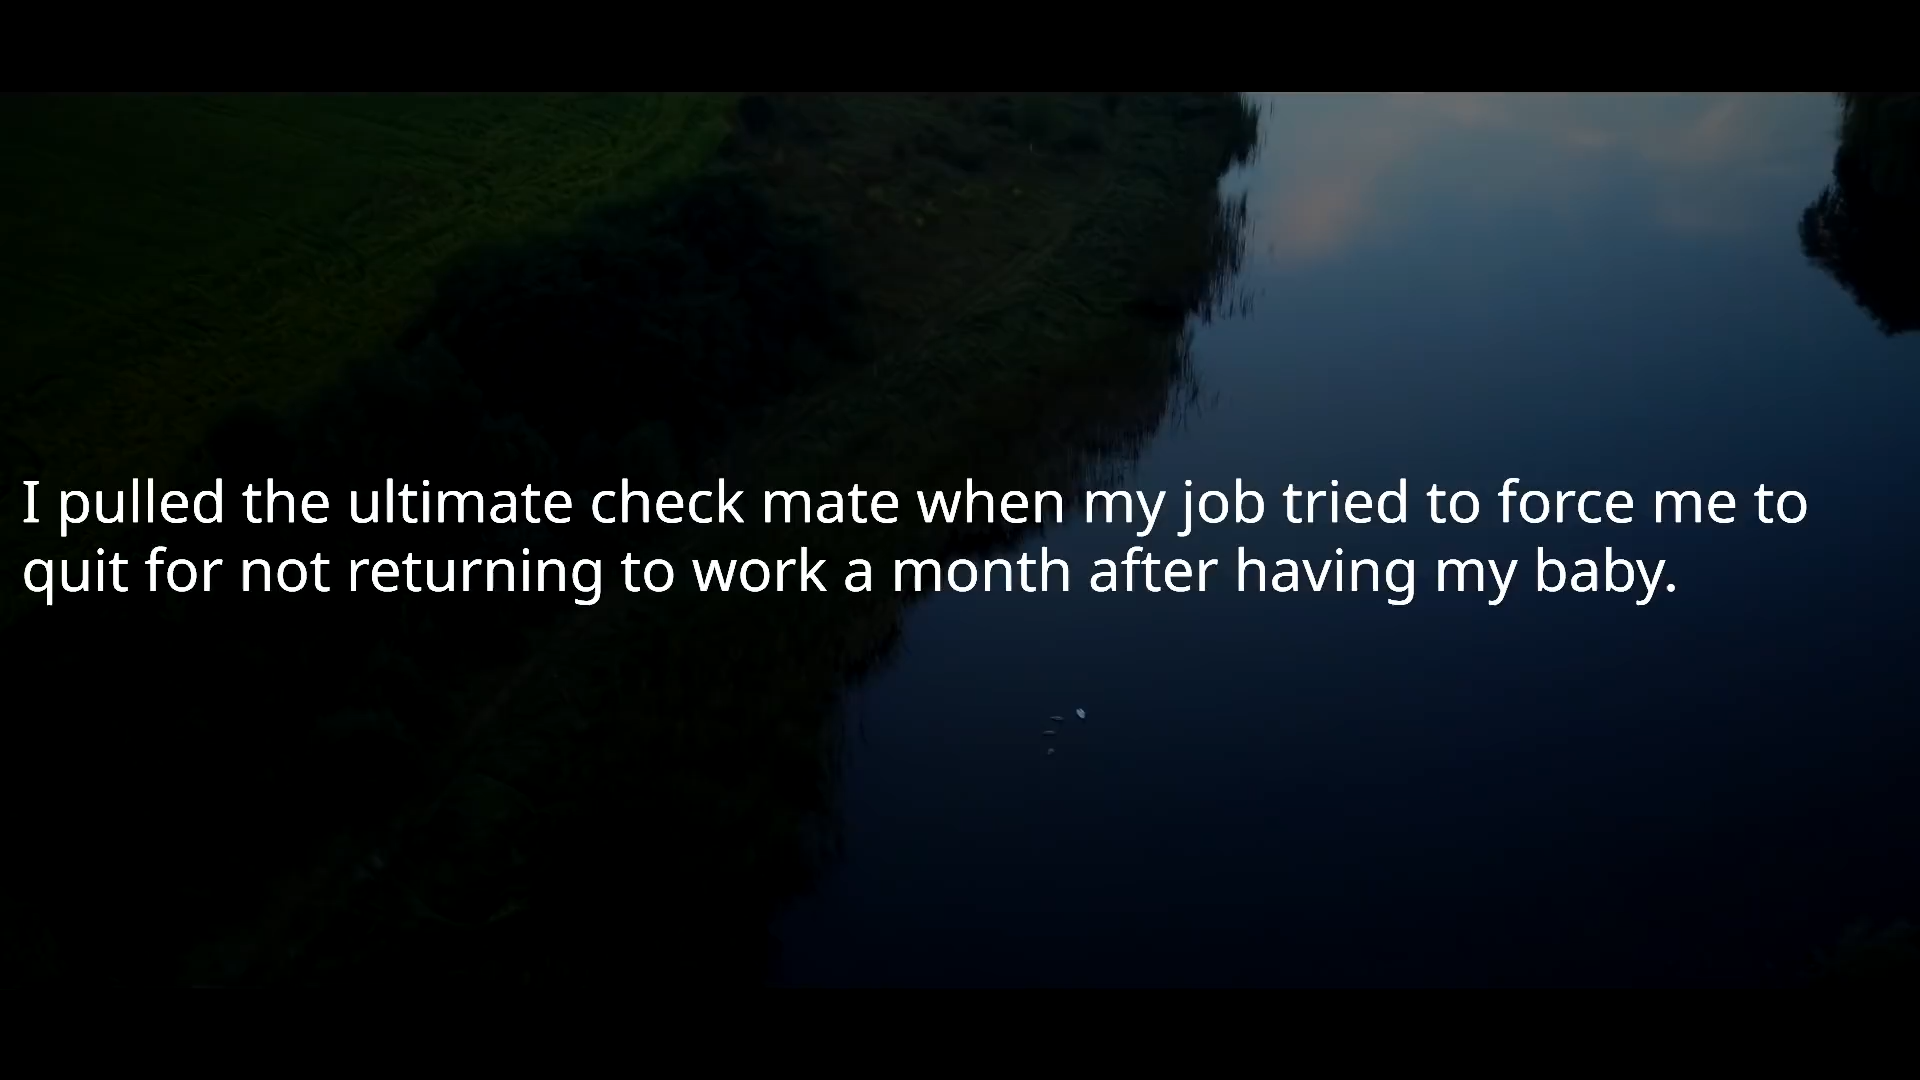 I pulled the ultimate check mate when my job tried to force me to
quit for not returning to work a month after having my baby.